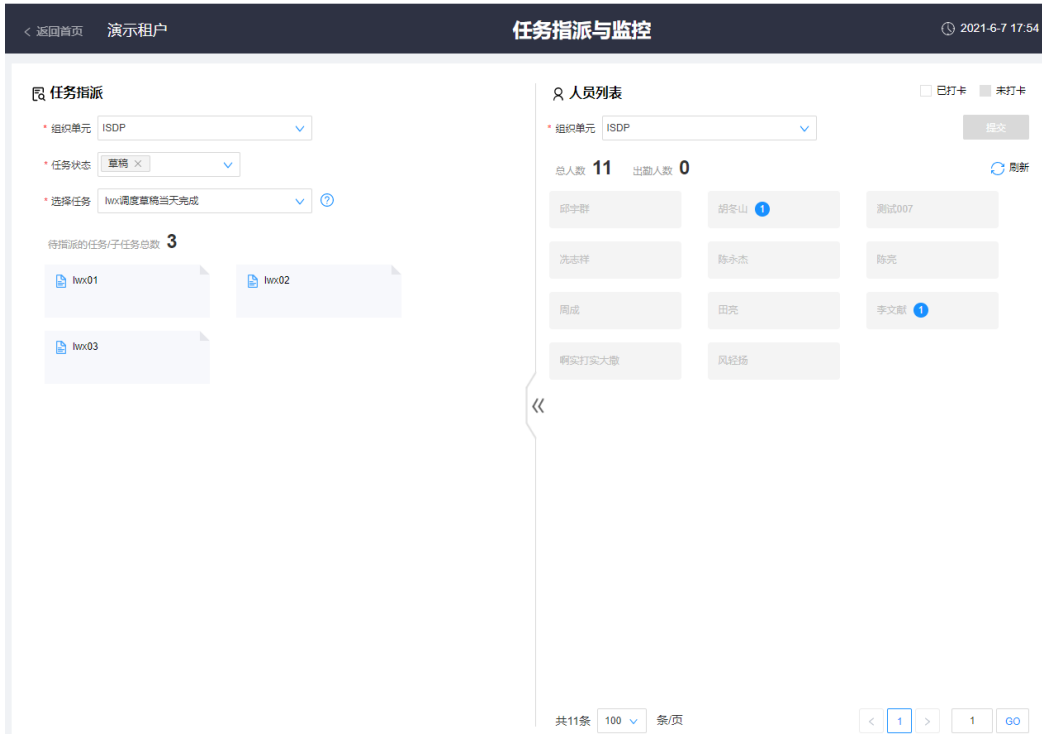 返回首页 演示租户 任务指派与监控 2021-6-7 17:54
任务指派
* 组织单元 ISDP
* 任务状态 草稿 ×
* 选择任务 lwx调度草稿当天完成 ?
待指派的任务/子任务总数 3
lwx01 lwx02
lwx03
人员列表 已打卡 未打卡
* 组织单元 ISDP 提交
总人数 11 出勤人数 0 刷新
邱宇群 胡冬山 1 测试007
冼志祥 陈永杰 陈亮
周成 田亮 李文献 1
啊实打实大撒 风轻扬
共11条 100 条/页 < 1 > 1 GO